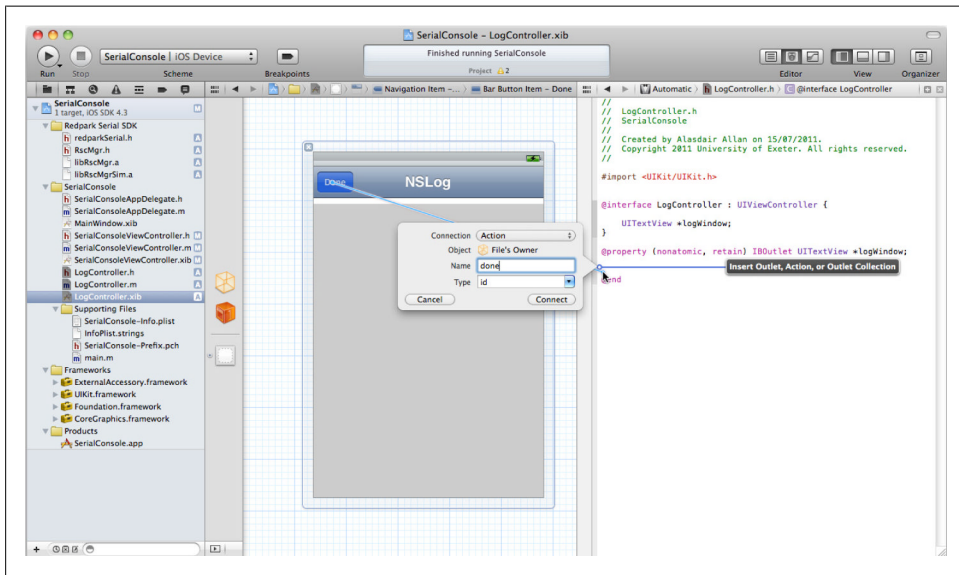 SerialConsole – LogController.xib
SerialConsole | iOS Device
Finished running SerialConsole
Project 2
Run Stop Scheme Breakpoints Editor View Organizer
Navigation Item -... Bar Button Item – Done
Automatic LogController.h @interface LogController
SerialConsole
1 target, iOS SDK 4.3
Redpark Serial SDK
redparkSerial.h A
RscMgr.h A
libRscMgr.a A
libRscMgrSim.a A
SerialConsole
SerialConsoleAppDelegate.h
SerialConsoleAppDelegate.m
MainWindow.xib
SerialConsoleViewController.h
SerialConsoleViewController.m
SerialConsoleViewController.xib
LogController.h A
LogController.m A
LogController.xib A
Supporting Files
SerialConsole-Info.plist
InfoPlist.strings
SerialConsole-Prefix.pch
main.m
Frameworks
ExternalAccessory.framework
UIKit.framework
Foundation.framework
CoreGraphics.framework
Products
SerialConsole.app
Done
NSLog
Connection Action
Object File's Owner
Name done
Type id
Cancel Connect
//
// LogController.h
// SerialConsole
//
// Created by Alasdair Allan on 15/07/2011.
// Copyright 2011 University of Exeter. All rights reserved.
//
#import <UIKit/UIKit.h>
@interface LogController : UIViewController {
UITextView *logWindow;
}
@property (nonatomic, retain) IBOutlet UITextView *logWindow;
Insert Outlet, Action, or Outlet Collection
@end